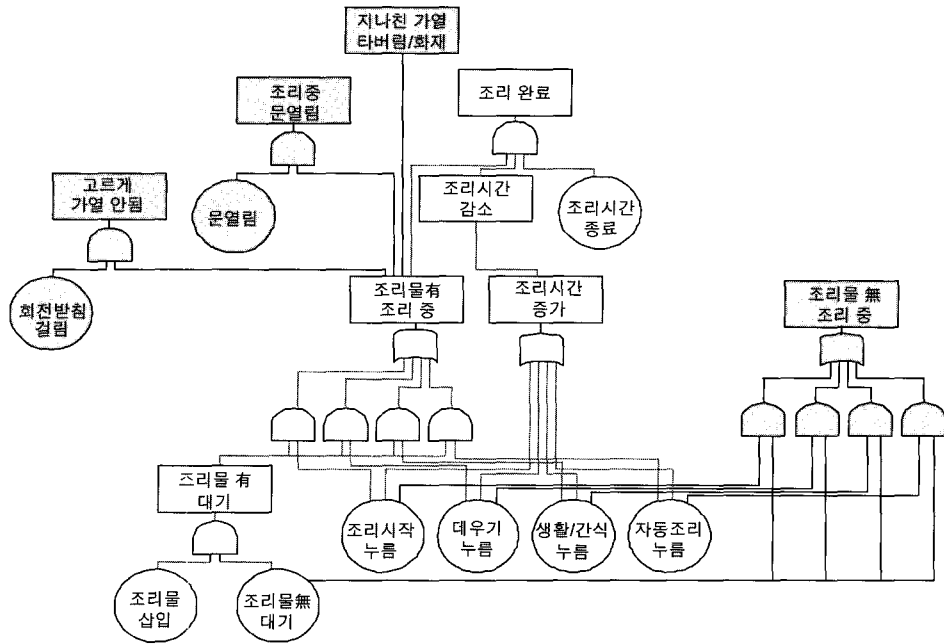 지나친 가열
타버림/화재
조리중
문열림
조리 완료
고르게
가열 안됨
문열림
조리시간
감소
조리시간
종료
회전받침
걸림
조리물有
조리 중
조리시간
증가
조리물 無
조리 중
조리물 有
대기
조리시작
누름
데우기
누름
생활/간식
누름
자동조리
누름
조리물
삽입
조리물無
대기